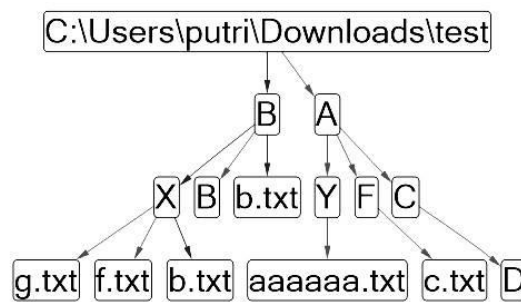 C:\Users\putri\Downloads\test
B A
X B b.txt Y F C
g.txt f.txt b.txt aaaaaa.txt c.txt D